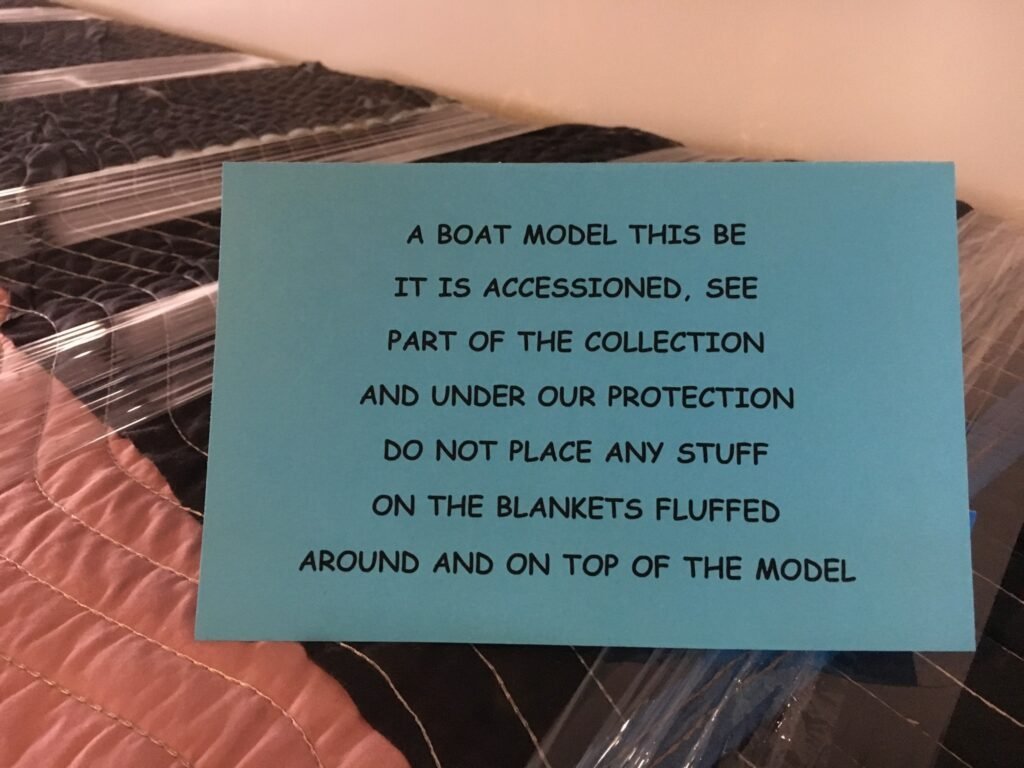 A BOAT MODEL THIS BE
IT IS ACCESSIONED, SEE
PART OF THE COLLECTION
AND UNDER OUR PROTECTION
DO NOT PLACE ANY STUFF
ON THE BLANKETS FLUFFED
AROUND AND ON TOP OF THE MODEL